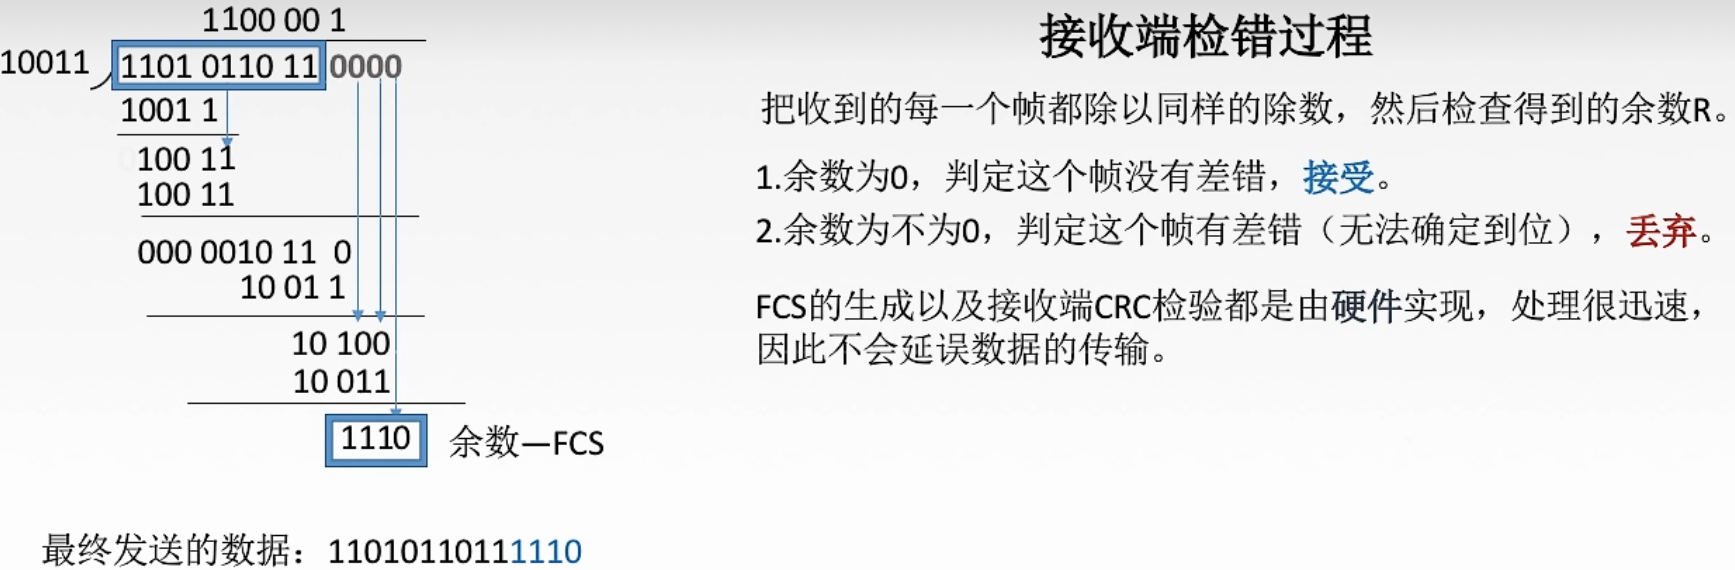 1100 00 1
10011
1101 0110 11 0000
1001 1
100 11
100 11
000 0010 11 0
10 01 1
10 100
10 011
1110 余数—FCS
最终发送的数据：11010110111110
接收端检错过程
把收到的每一个帧都除以同样的除数，然后检查得到的余数R。
1.余数为0，判定这个帧没有差错，接受。
2.余数为不为0，判定这个帧有差错（无法确定到位），丢弃。
FCS的生成以及接收端CRC检验都是由硬件实现，处理很迅速，
因此不会延误数据的传输。